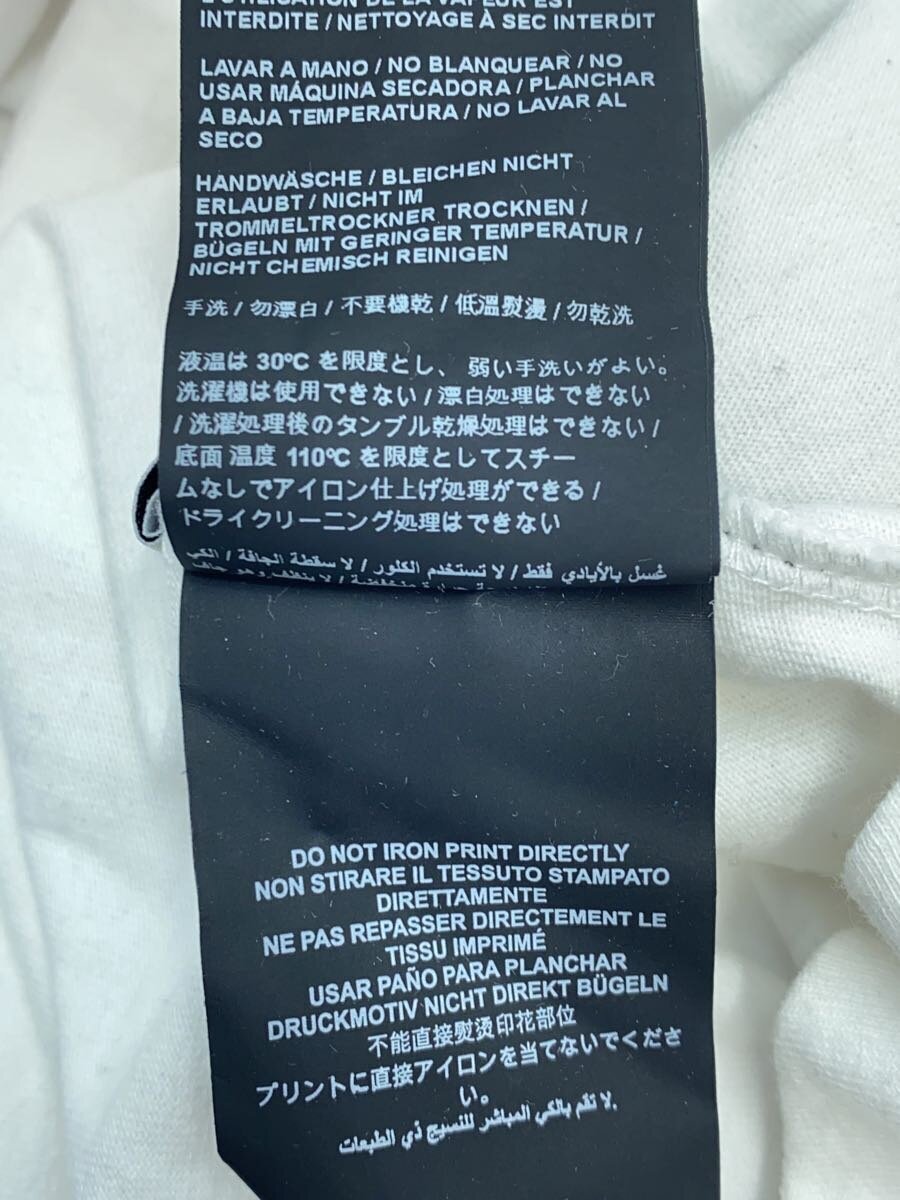 L'UTILISATION DE LA VAPEUR EST
INTERDITE / NETTOYAGE À SEC INTERDIT
LAVAR A MANO / NO BLANQUEAR / NO
USAR MÁQUINA SECADORA / PLANCHAR
A BAJA TEMPERATURA / NO LAVAR AL
SECO
HANDWÄSCHE / BLEICHEN NICHT
ERLAUBT / NICHT IM
TROMMELTROCKNER TROCKNEN /
BÜGELN MIT GERINGER TEMPERATUR /
NICHT CHEMISCH REINIGEN
手洗 / 勿漂白 / 不要機乾 / 低溫熨燙 / 勿乾洗
液温は 30ºC を限度とし、弱い手洗いがよい。
洗濯機は使用できない / 漂白処理はできない
/ 洗濯処理後のタンブル乾燥処理はできない /
底面 温度 110℃ を限度としてスチー
ムなしでアイロン仕上げ処理ができる /
ドライクリーニング処理はできない
غسل بالأيادي فقط / لا تستخدم الكلور / لا سقطة الجافة / الكي
DO NOT IRON PRINT DIRECTLY
NON STIRARE IL TESSUTO STAMPATO
DIRETTAMENTE
NE PAS REPASSER DIRECTEMENT LE
TISSU IMPRIMÉ
USAR PAÑO PARA PLANCHAR
DRUCKMOTIV NICHT DIREKT BÜGELN
不能直接熨烫印花部位
プリントに直接アイロンを当てないでくださ
い。
لا تقم بالكي المباشر للنسيج ذي الطبعات.